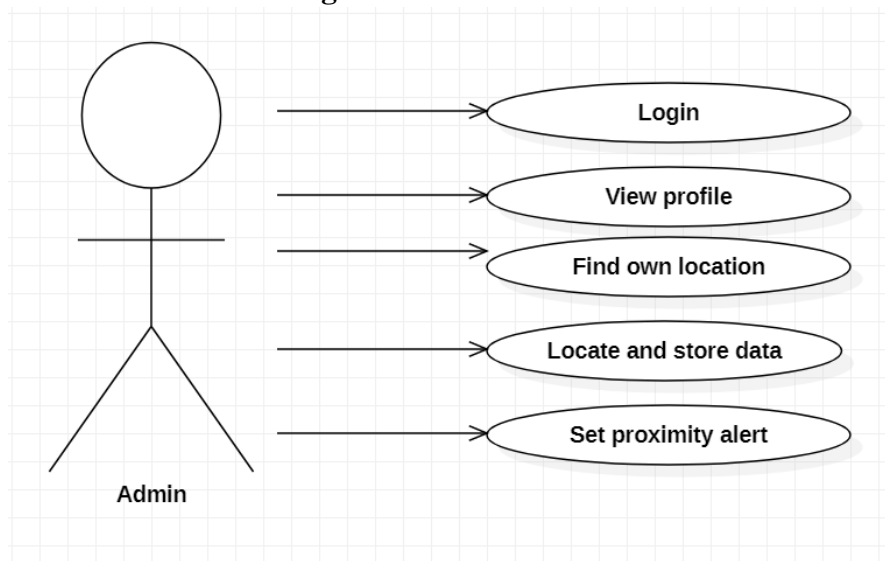 Login
View profile
Find own location
Locate and store data
Set proximity alert
Admin